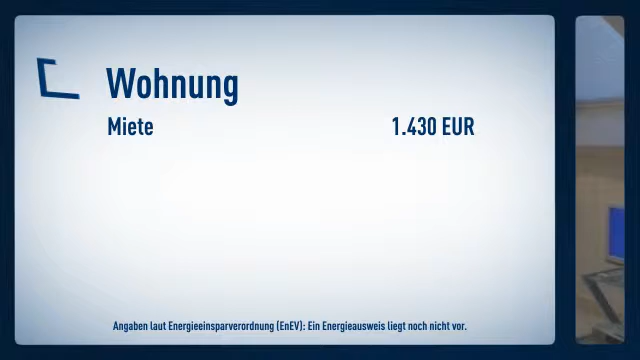 Wohnung
Miete 1.430 EUR
Angaben laut Energieeinsparverordnung (EnEV): Ein Energieausweis liegt noch nicht vor.